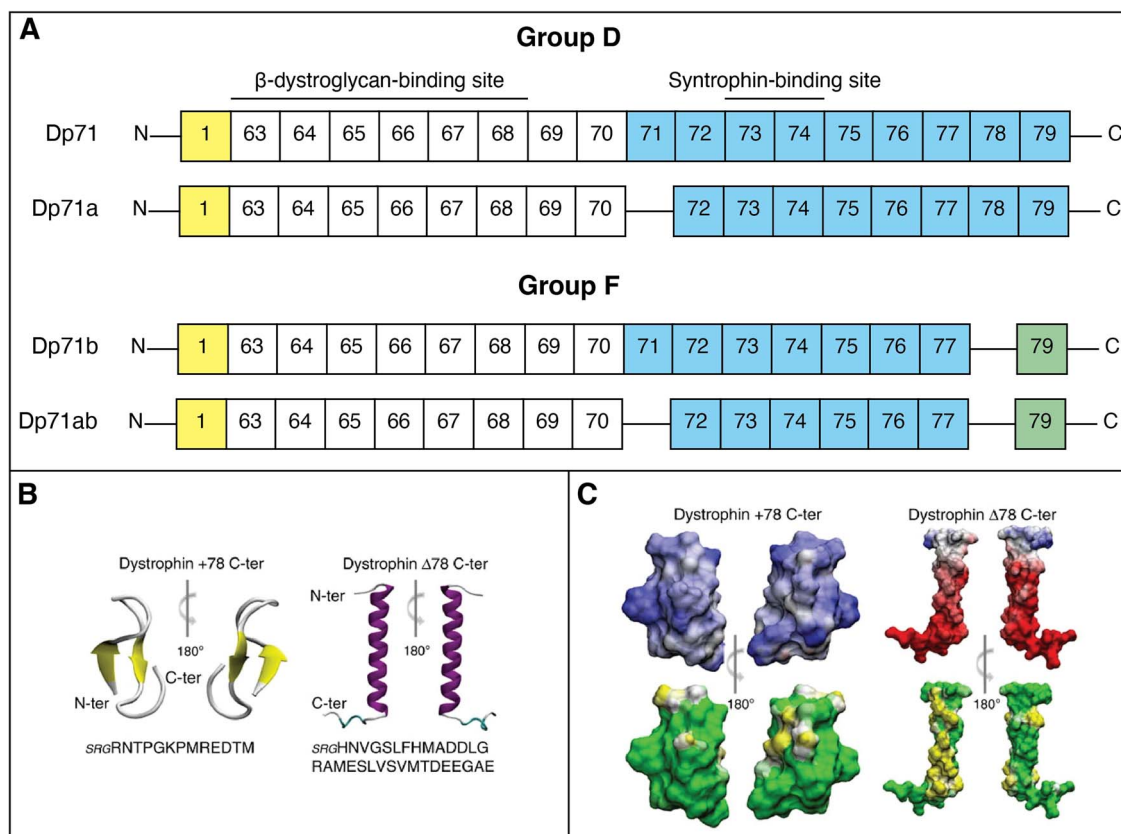 A
Group D
β-dystroglycan-binding site Syntrophin-binding site
Dp71 N 1 63 64 65 66 67 68 69 70 71 72 73 74 75 76 77 78 79 C
Dp71a N 1 63 64 65 66 67 68 69 70 72 73 74 75 76 77 78 79 C
Group F
Dp71b N 1 63 64 65 66 67 68 69 70 71 72 73 74 75 76 77 79 C
Dp71ab N 1 63 64 65 66 67 68 69 70 72 73 74 75 76 77 79 C
B
Dystrophin +78 C-ter
180°
N-ter
C-ter
SRGRNTPGKPMREDTM
Dystrophin Δ78 C-ter
N-ter
180°
C-ter
SRGHNVGSLFHMADDLG
RAMESLVSVMTDEEGAE
C
Dystrophin +78 C-ter
180°
Dystrophin Δ78 C-ter
180°